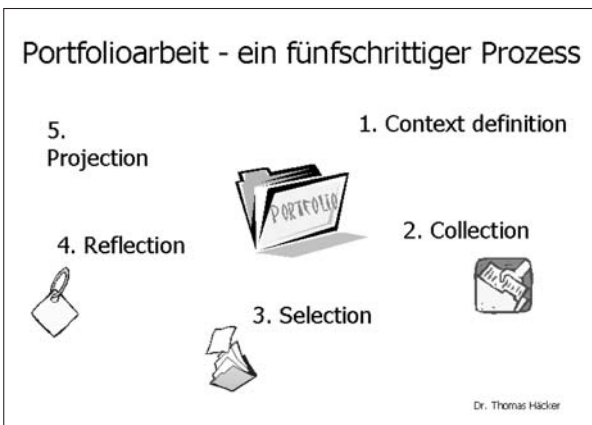 Portfolioarbeit - ein fünfschrittiger Prozess
1. Context definition
2. Collection
3. Selection
4. Reflection
5.
Projection
PORTFOLIO
Dr. Thomas Häcker